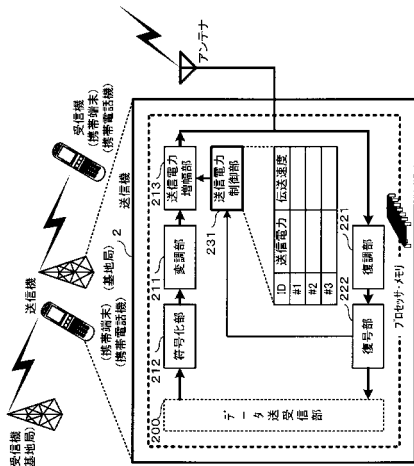 受信機
(基地局)
送信機
(携帯端末)
(携帯電話機)
(基地局)
受信機
(携帯端末)
(携帯電話機)
アンテナ
2
送信機
200
データ
送受信部
212
符号化部
211
変調部
213
送信電力
増幅部
231
送信電力
制御部
ID 送信電力 伝送速度
#1
#2
#3
222
復号部
221
復調部
プロセッサ・メモリ